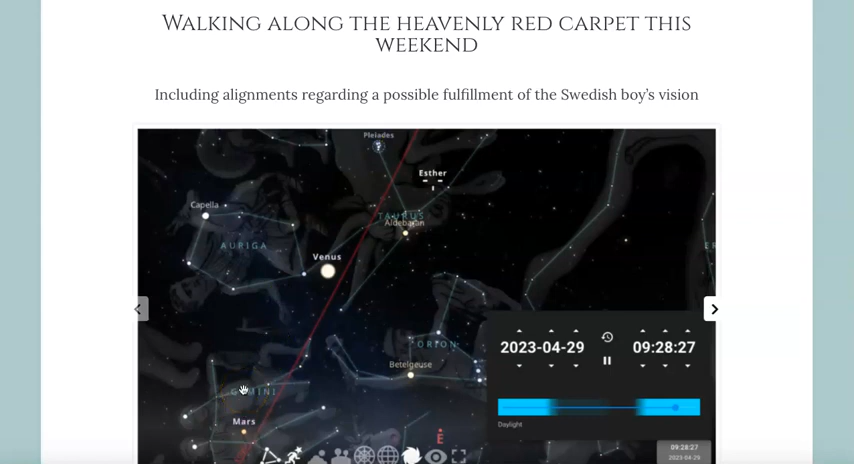 Walking along the heavenly red carpet this
weekend
Including alignments regarding a possible fulfillment of the Swedish boy's vision
Pleiades
Esther
Capella
TAURUS
Aldebaran
AURIGA
ER
Venus
2023-04-29 09:28:27
ORION
Betelgeuse
GEMINI
Daylight
Mars
E
09:28:27
2023-04-29